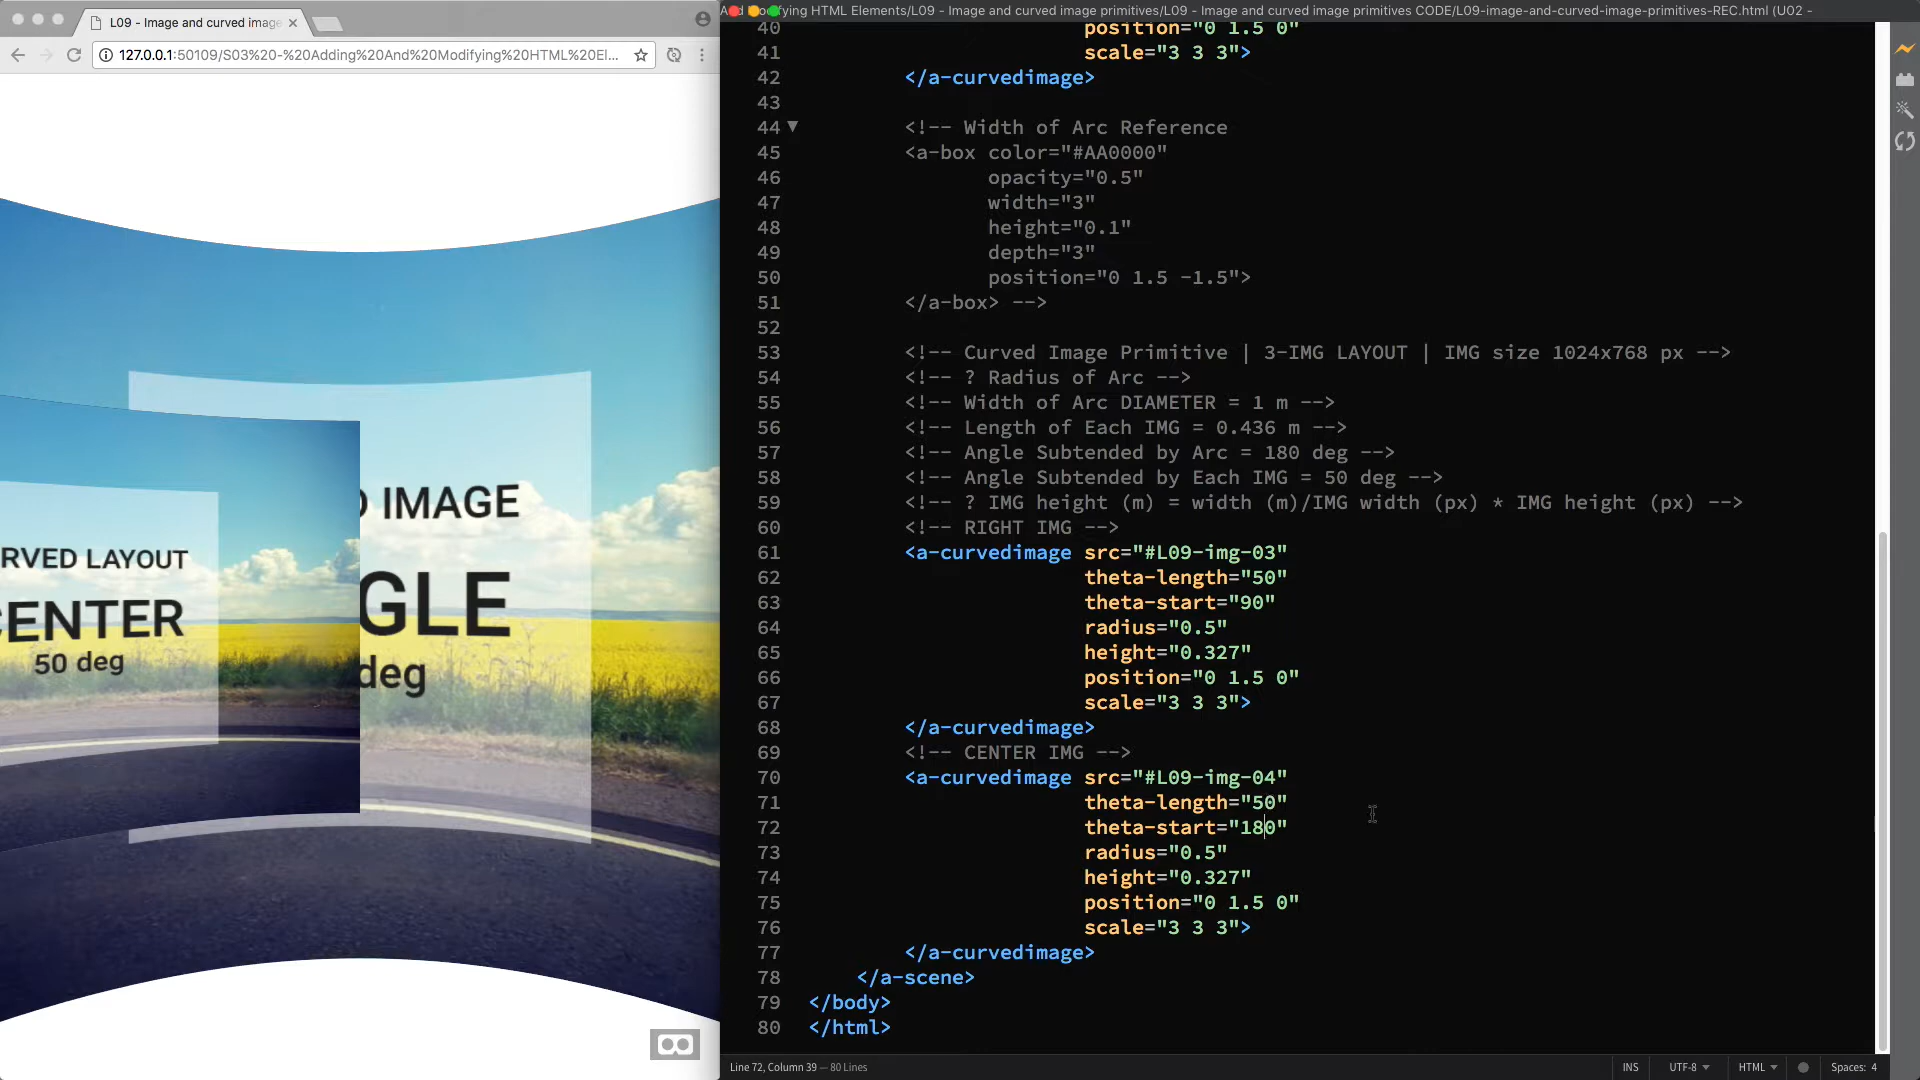 L09 - Image and curved imag
127.0.0.1:50109/S03%20-%20Adding%20And%20Modifying%20HTML%20El...
D IMAGE
GLE
deg
RVED LAYOUT
CENTER
50 deg
And Modifying HTML Elements/L09 - Image and curved image primitives/L09 - Image and curved image primitives CODE/L09-image-and-curved-image-primitives-REC.html (U02 -
40 position="0 1.5 0"
41 scale="3 3 3">
42 </a-curvedimage>
43
44 <!-- Width of Arc Reference
45 <a-box color="#AA0000"
46 opacity="0.5"
47 width="3"
48 height="0.1"
49 depth="3"
50 position="0 1.5 -1.5">
51 </a-box> -->
52
53 <!-- Curved Image Primitive | 3-IMG LAYOUT | IMG size 1024x768 px -->
54 <!-- ? Radius of Arc -->
55 <!-- Width of Arc DIAMETER = 1 m -->
56 <!-- Length of Each IMG = 0.436 m -->
57 <!-- Angle Subtended by Arc = 180 deg -->
58 <!-- Angle Subtended by Each IMG = 50 deg -->
59 <!-- ? IMG height (m) = width (m)/IMG width (px) * IMG height (px) -->
60 <!-- RIGHT IMG -->
61 <a-curvedimage src="#L09-img-03"
62 theta-length="50"
63 theta-start="90"
64 radius="0.5"
65 height="0.327"
66 position="0 1.5 0"
67 scale="3 3 3">
68 </a-curvedimage>
69 <!-- CENTER IMG -->
70 <a-curvedimage src="#L09-img-04"
71 theta-length="50"
72 theta-start="180"
73 radius="0.5"
74 height="0.327"
75 position="0 1.5 0"
76 scale="3 3 3">
77 </a-curvedimage>
78 </a-scene>
79 </body>
80 </html>
Line 72, Column 39 — 80 Lines
INS UTF-8 HTML Spaces: 4